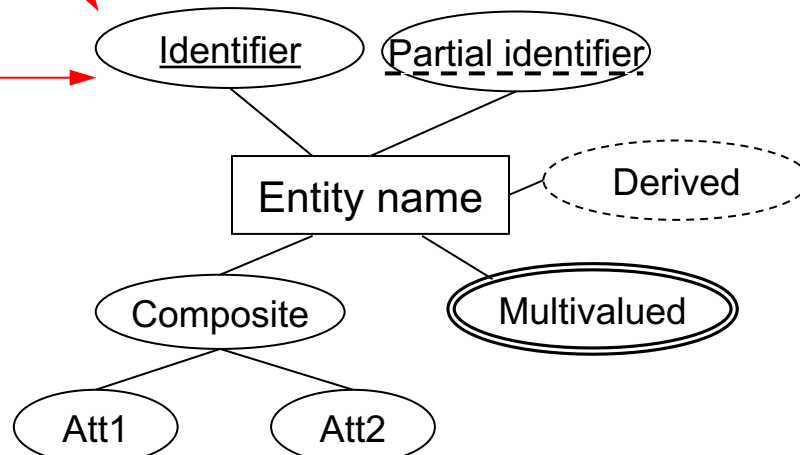 Identifier
Partial identifier
Entity name
Derived
Composite
Multivalued
Att1
Att2